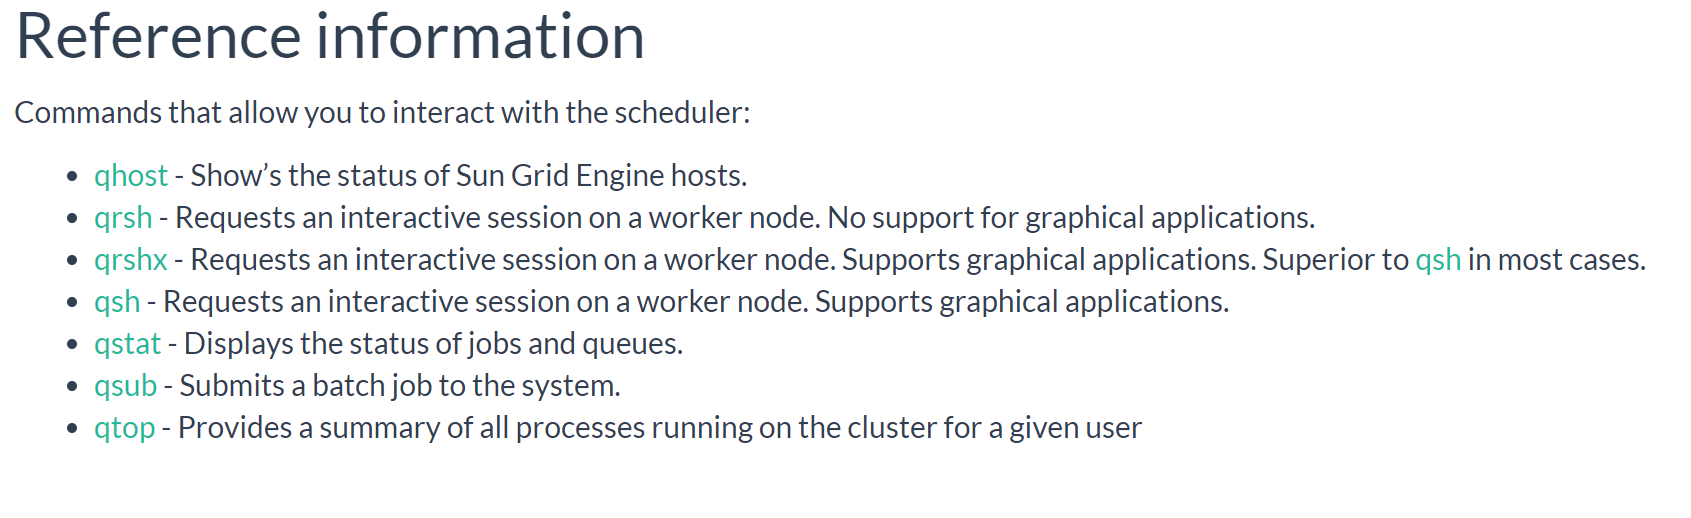 Reference information
Commands that allow you to interact with the scheduler:
• qhost - Show’s the status of Sun Grid Engine hosts.
• qrsh - Requests an interactive session on a worker node. No support for graphical applications.
• qrshx - Requests an interactive session on a worker node. Supports graphical applications. Superior to qsh in most cases.
• qsh - Requests an interactive session on a worker node. Supports graphical applications.
• qstat - Displays the status of jobs and queues.
• qsub - Submits a batch job to the system.
• qtop - Provides a summary of all processes running on the cluster for a given user